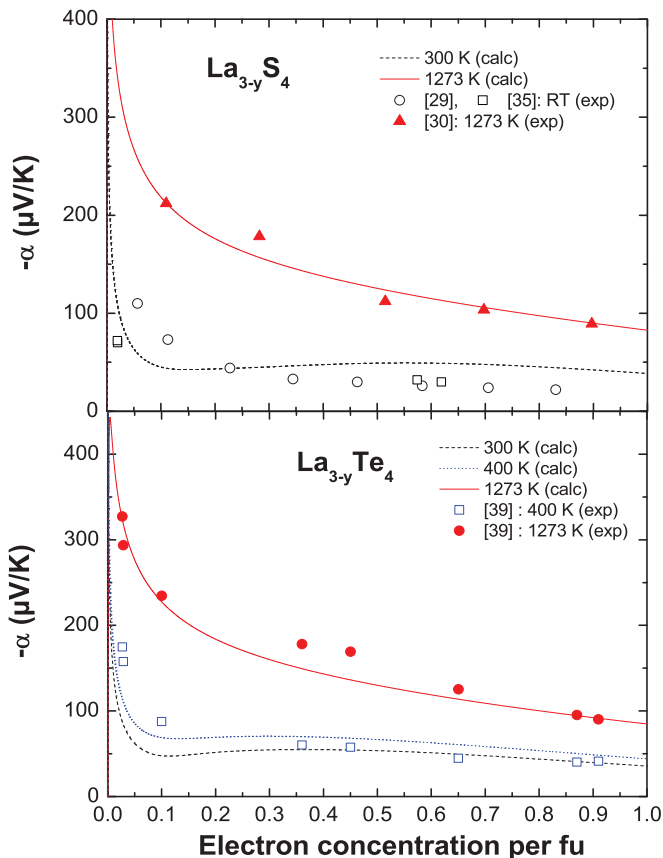 400
300
200
100
0
-α (µV/K)
La3-yS4
300 K (calc)
1273 K (calc)
[29], [35]: RT (exp)
[30]: 1273 K (exp)
400
300
200
100
0
-α (µV/K)
La3-yTe4
300 K (calc)
400 K (calc)
1273 K (calc)
[39] : 400 K (exp)
[39] : 1273 K (exp)
0.0 0.1 0.2 0.3 0.4 0.5 0.6 0.7 0.8 0.9 1.0
Electron concentration per fu